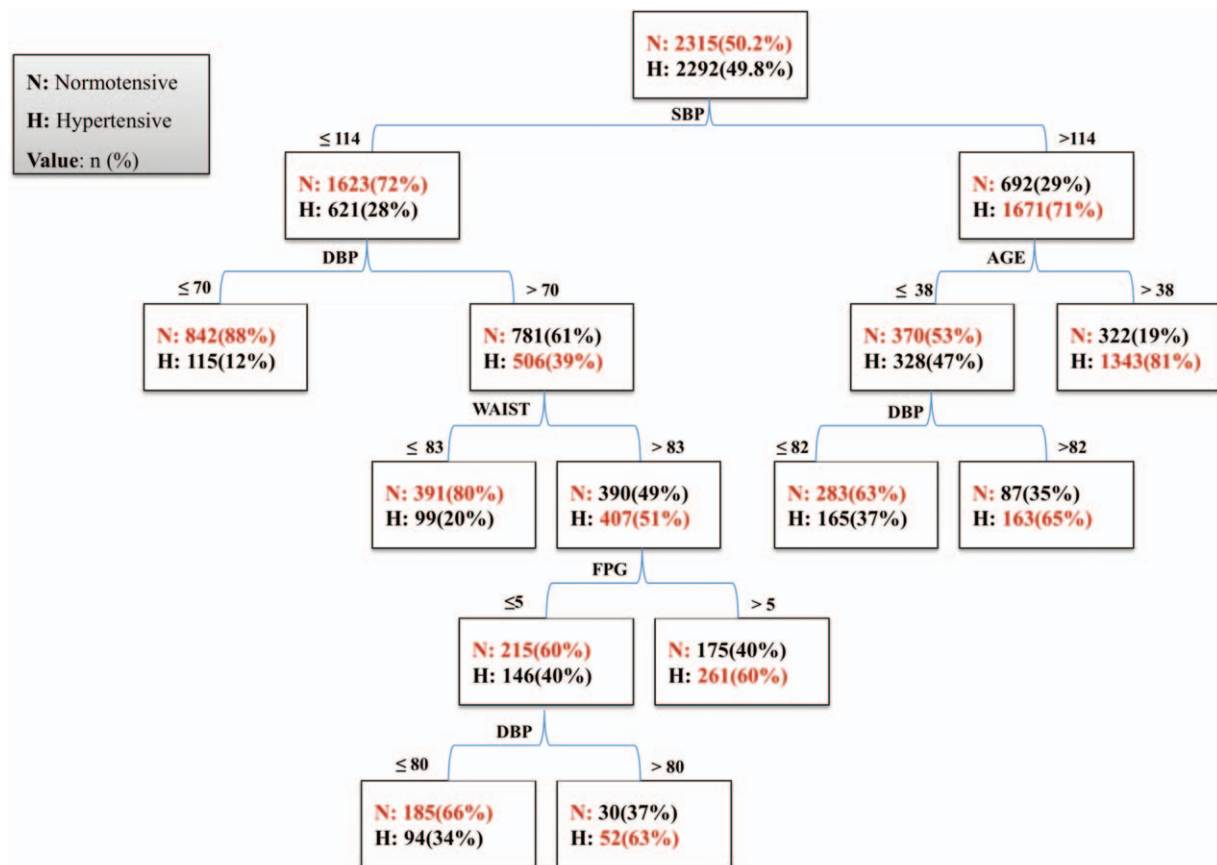 N: Normotensive
H: Hypertensive
Value: n (%)
N: 2315(50.2%)
H: 2292(49.8%)
SBP
≤ 114
>114
N: 1623(72%)
H: 621(28%)
N: 692(29%)
H: 1671(71%)
DBP
AGE
≤ 70
> 70
≤ 38
> 38
N: 842(88%)
H: 115(12%)
N: 781(61%)
H: 506(39%)
N: 370(53%)
H: 328(47%)
N: 322(19%)
H: 1343(81%)
WAIST
DBP
≤ 83
> 83
≤82
>82
N: 391(80%)
H: 99(20%)
N: 390(49%)
H: 407(51%)
N: 283(63%)
H: 165(37%)
N: 87(35%)
H: 163(65%)
FPG
≤5
> 5
N: 215(60%)
H: 146(40%)
N: 175(40%)
H: 261(60%)
DBP
≤ 80
> 80
N: 185(66%)
H: 94(34%)
N: 30(37%)
H: 52(63%)